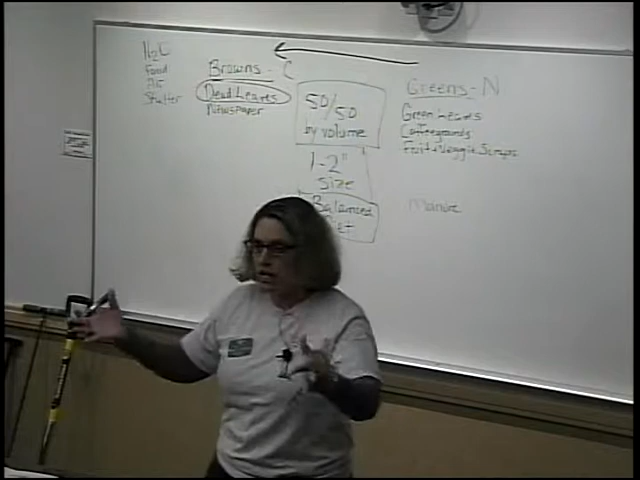 H2O
Food
Air
Shelter
Browns - C
Dead Leaves
Newspaper
50/50
by volume
1-2"
Size
Balanced
Diet
Greens - N
Green Leaves
Coffee grounds
Fruit + Veggie Scraps
Manure